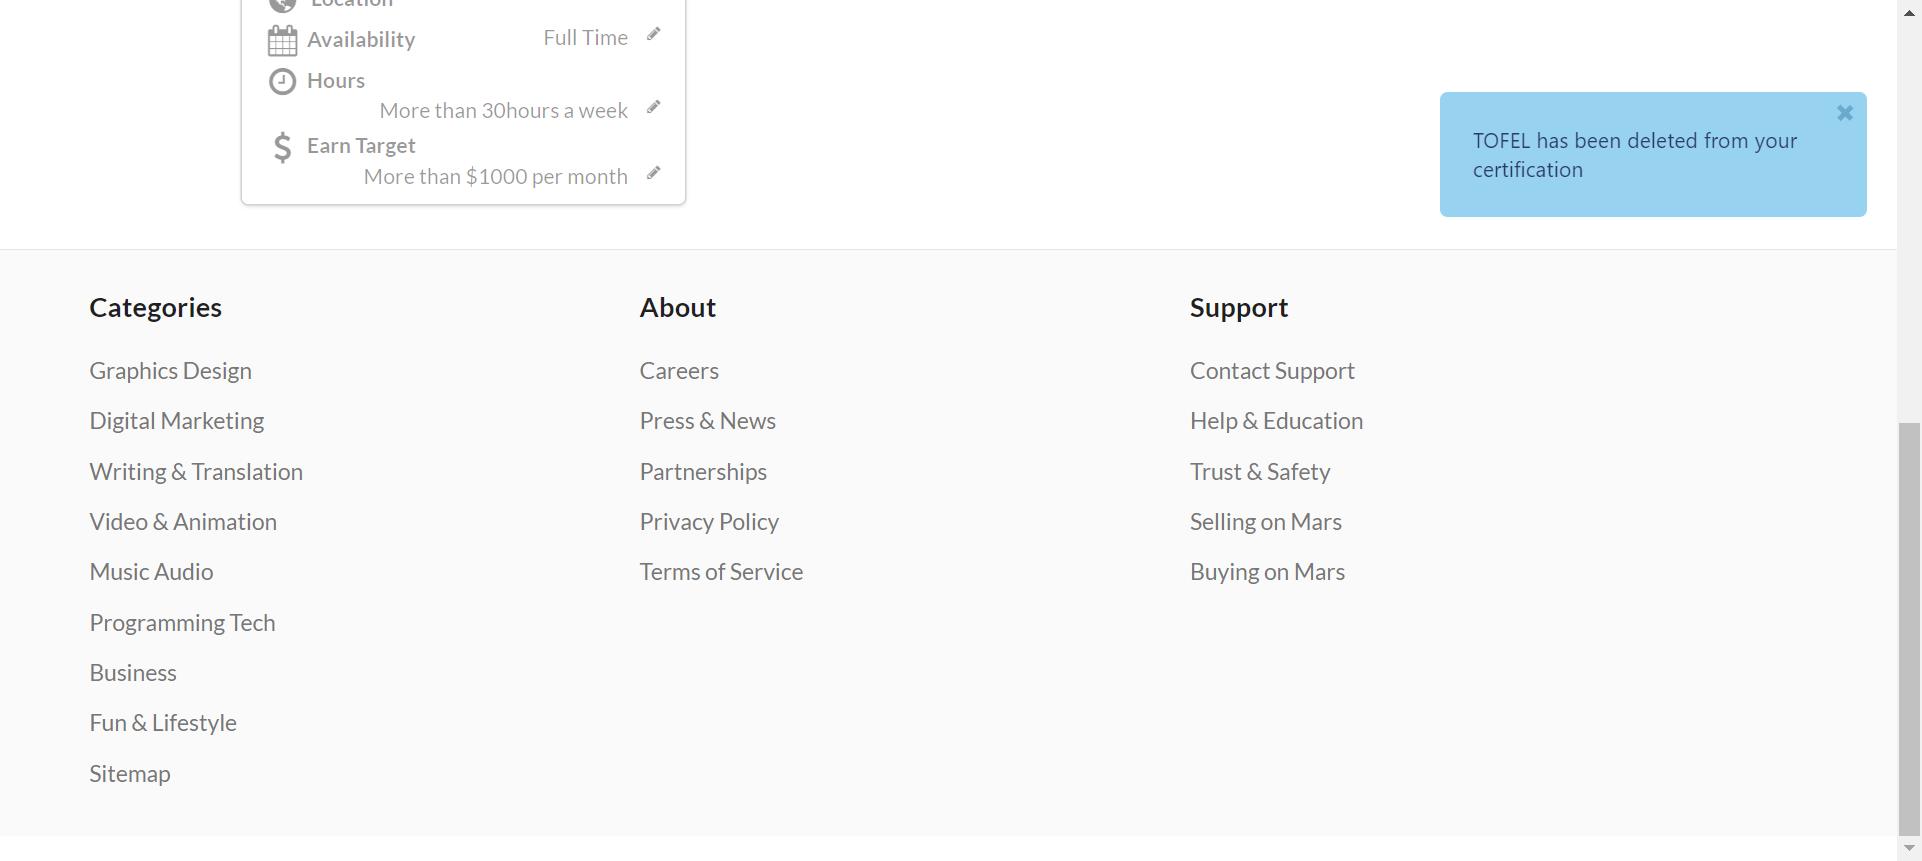 Location
Availability
Full Time
Hours
More than 30hours a week
Earn Target
More than $1000 per month
TOFEL has been deleted from your
certification
Categories
Graphics Design
Digital Marketing
Writing & Translation
Video & Animation
Music Audio
Programming Tech
Business
Fun & Lifestyle
Sitemap
About
Careers
Press & News
Partnerships
Privacy Policy
Terms of Service
Support
Contact Support
Help & Education
Trust & Safety
Selling on Mars
Buying on Mars